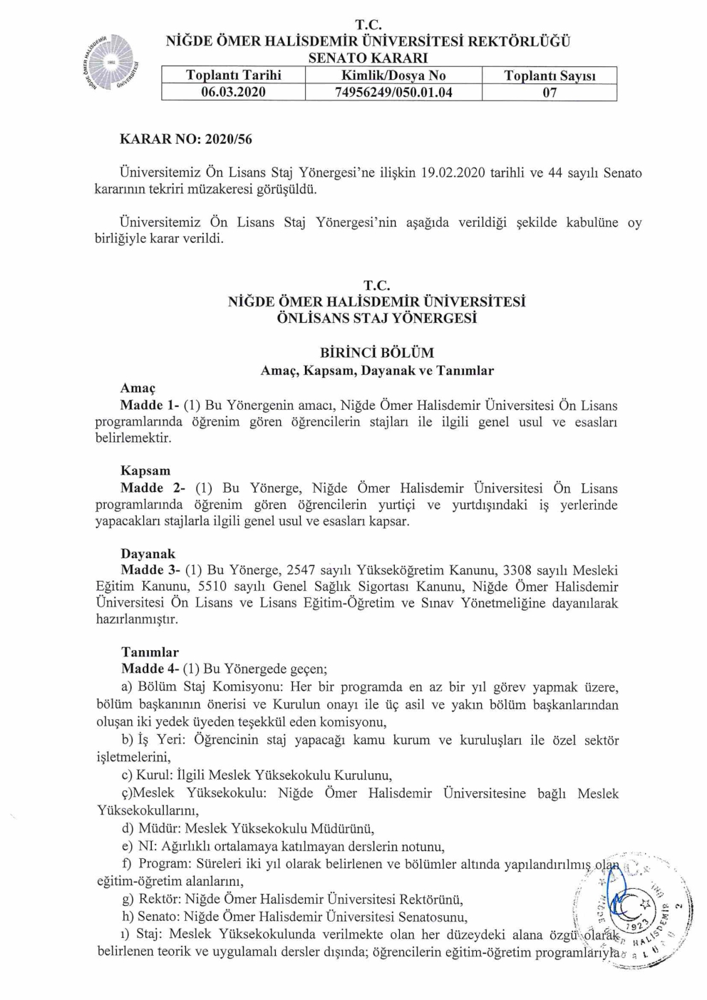 T.C.
NİĞDE ÖMER HALİSDEMİR ÜNİVERSİTESİ REKTÖRLÜĞÜ
SENATO KARARI
Toplantı Tarihi Kimlik/Dosya No Toplantı Sayısı
06.03.2020 74956249/050.01.04 07
NİĞDE ÖMER HALİSDEMİR ÜNİVERSİTESİ
1992
KARAR NO: 2020/56
Üniversitemiz Ön Lisans Staj Yönergesi'ne ilişkin 19.02.2020 tarihli ve 44 sayılı Senato
kararının tekriri müzakeresi görüşüldü.
Üniversitemiz Ön Lisans Staj Yönergesi'nin aşağıda verildiği şekilde kabulüne oy
birliğiyle karar verildi.
T.C.
NİĞDE ÖMER HALİSDEMİR ÜNİVERSİTESİ
ÖNLİSANS STAJ YÖNERGESİ
BİRİNCİ BÖLÜM
Amaç, Kapsam, Dayanak ve Tanımlar
Amaç
Madde 1- (1) Bu Yönergenin amacı, Niğde Ömer Halisdemir Üniversitesi Ön Lisans
programlarında öğrenim gören öğrencilerin stajları ile ilgili genel usul ve esasları
belirlemektir.
Kapsam
Madde 2- (1) Bu Yönerge, Niğde Ömer Halisdemir Üniversitesi Ön Lisans
programlarında öğrenim gören öğrencilerin yurtiçi ve yurtdışındaki iş yerlerinde
yapacakları stajlarla ilgili genel usul ve esasları kapsar.
Dayanak
Madde 3- (1) Bu Yönerge, 2547 sayılı Yükseköğretim Kanunu, 3308 sayılı Mesleki
Eğitim Kanunu, 5510 sayılı Genel Sağlık Sigortası Kanunu, Niğde Ömer Halisdemir
Üniversitesi Ön Lisans ve Lisans Eğitim-Öğretim ve Sınav Yönetmeliğine dayanılarak
hazırlanmıştır.
Tanımlar
Madde 4- (1) Bu Yönergede geçen;
a) Bölüm Staj Komisyonu: Her bir programda en az bir yıl görev yapmak üzere,
bölüm başkanının önerisi ve Kurulun onayı ile üç asil ve yakın bölüm başkanlarından
oluşan iki yedek üyeden teşekkül eden komisyonu,
b) İş Yeri: Öğrencinin staj yapacağı kamu kurum ve kuruluşları ile özel sektör
işletmelerini,
c) Kurul: İlgili Meslek Yüksekokulu Kurulunu,
ç)Meslek Yüksekokulu: Niğde Ömer Halisdemir Üniversitesine bağlı Meslek
Yüksekokullarını,
d) Müdür: Meslek Yüksekokulu Müdürünü,
e) NI: Ağırlıklı ortalamaya katılmayan derslerin notunu,
f) Program: Süreleri iki yıl olarak belirlenen ve bölümler altında yapılandırılmış olan
eğitim-öğretim alanlarını,
g) Rektör: Niğde Ömer Halisdemir Üniversitesi Rektörünü,
h) Senato: Niğde Ömer Halisdemir Üniversitesi Senatosunu,
ı) Staj: Meslek Yüksekokulunda verilmekte olan her düzeydeki alana özgü olarak
belirlenen teorik ve uygulamalı dersler dışında; öğrencilerin eğitim-öğretim programlarıyla
1923
HALİSDEMİR
2